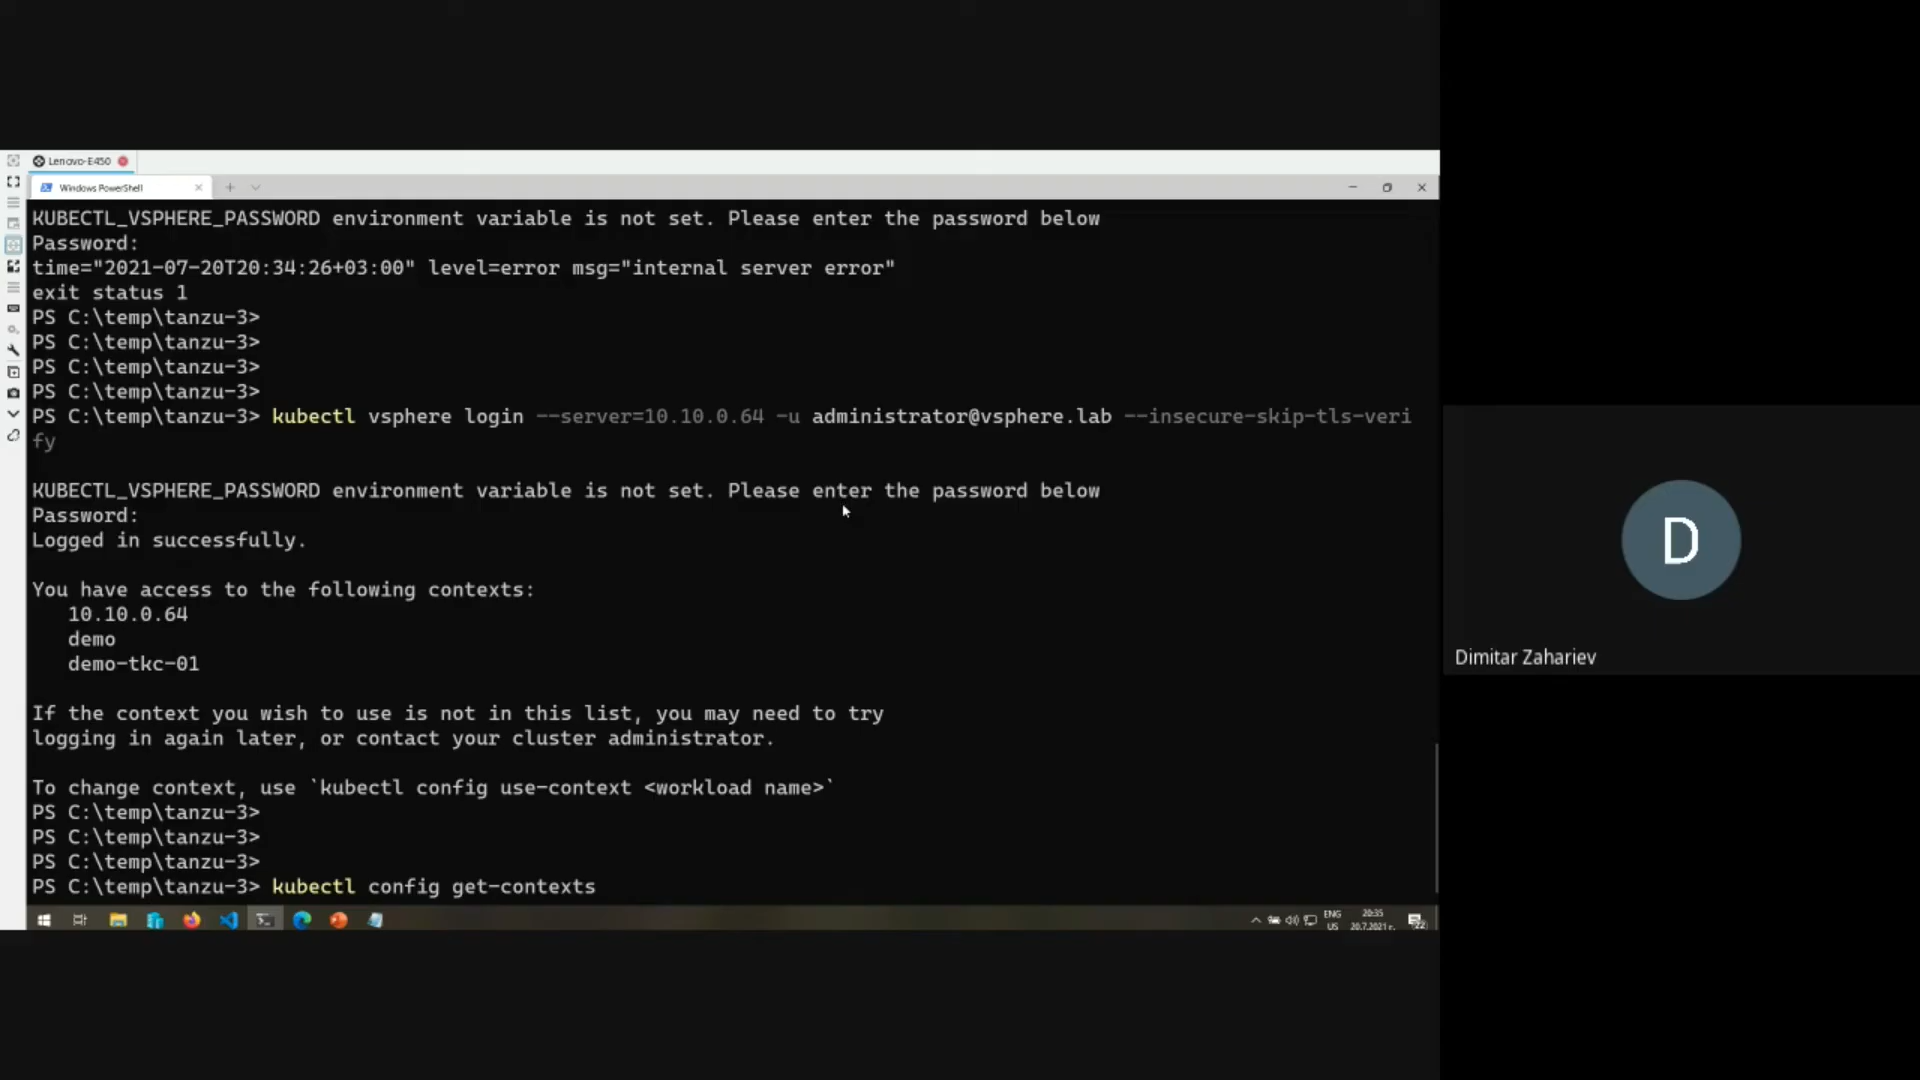 Lenovo-E450
Windows PowerShell
KUBECTL_VSPHERE_PASSWORD environment variable is not set. Please enter the password below
Password:
time="2021-07-20T20:34:26+03:00" level=error msg="internal server error"
exit status 1
PS C:\temp\tanzu-3>
PS C:\temp\tanzu-3>
PS C:\temp\tanzu-3>
PS C:\temp\tanzu-3>
PS C:\temp\tanzu-3> kubectl vsphere login --server=10.10.0.64 -u administrator@vsphere.lab --insecure-skip-tls-veri
fy
KUBECTL_VSPHERE_PASSWORD environment variable is not set. Please enter the password below
Password:
Logged in successfully.
You have access to the following contexts:
10.10.0.64
demo
demo-tkc-01
If the context you wish to use is not in this list, you may need to try
logging in again later, or contact your cluster administrator.
To change context, use `kubectl config use-context <workload name>`
PS C:\temp\tanzu-3>
PS C:\temp\tanzu-3>
PS C:\temp\tanzu-3>
PS C:\temp\tanzu-3> kubectl config get-contexts
ENG
US
20:35
20.7.2021 г.
22
D
Dimitar Zahariev